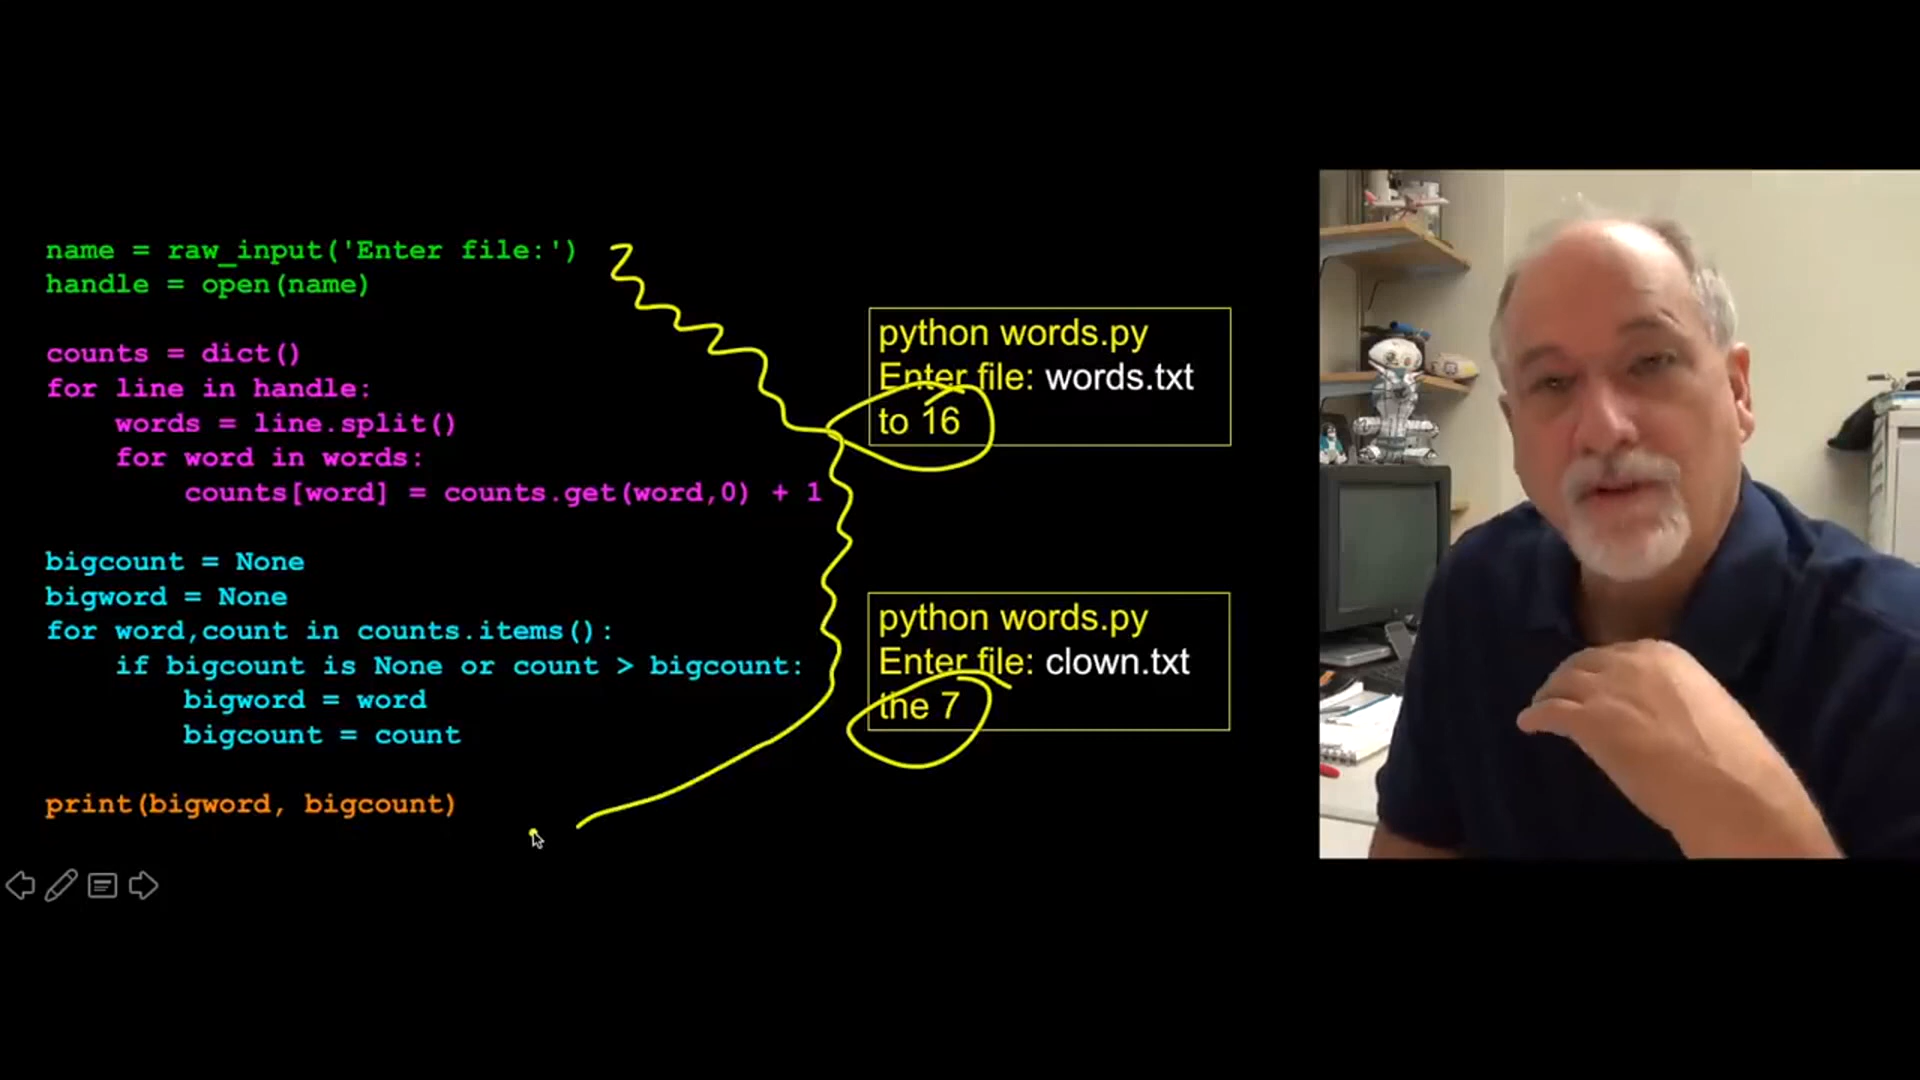 name = raw_input('Enter file:')
handle = open(name)
counts = dict()
for line in handle:
    words = line.split()
    for word in words:
        counts[word] = counts.get(word,0) + 1
bigcount = None
bigword = None
for word,count in counts.items():
    if bigcount is None or count > bigcount:
        bigword = word
        bigcount = count
print(bigword, bigcount)
python words.py
Enter file: words.txt
to 16
python words.py
Enter file: clown.txt
the 7